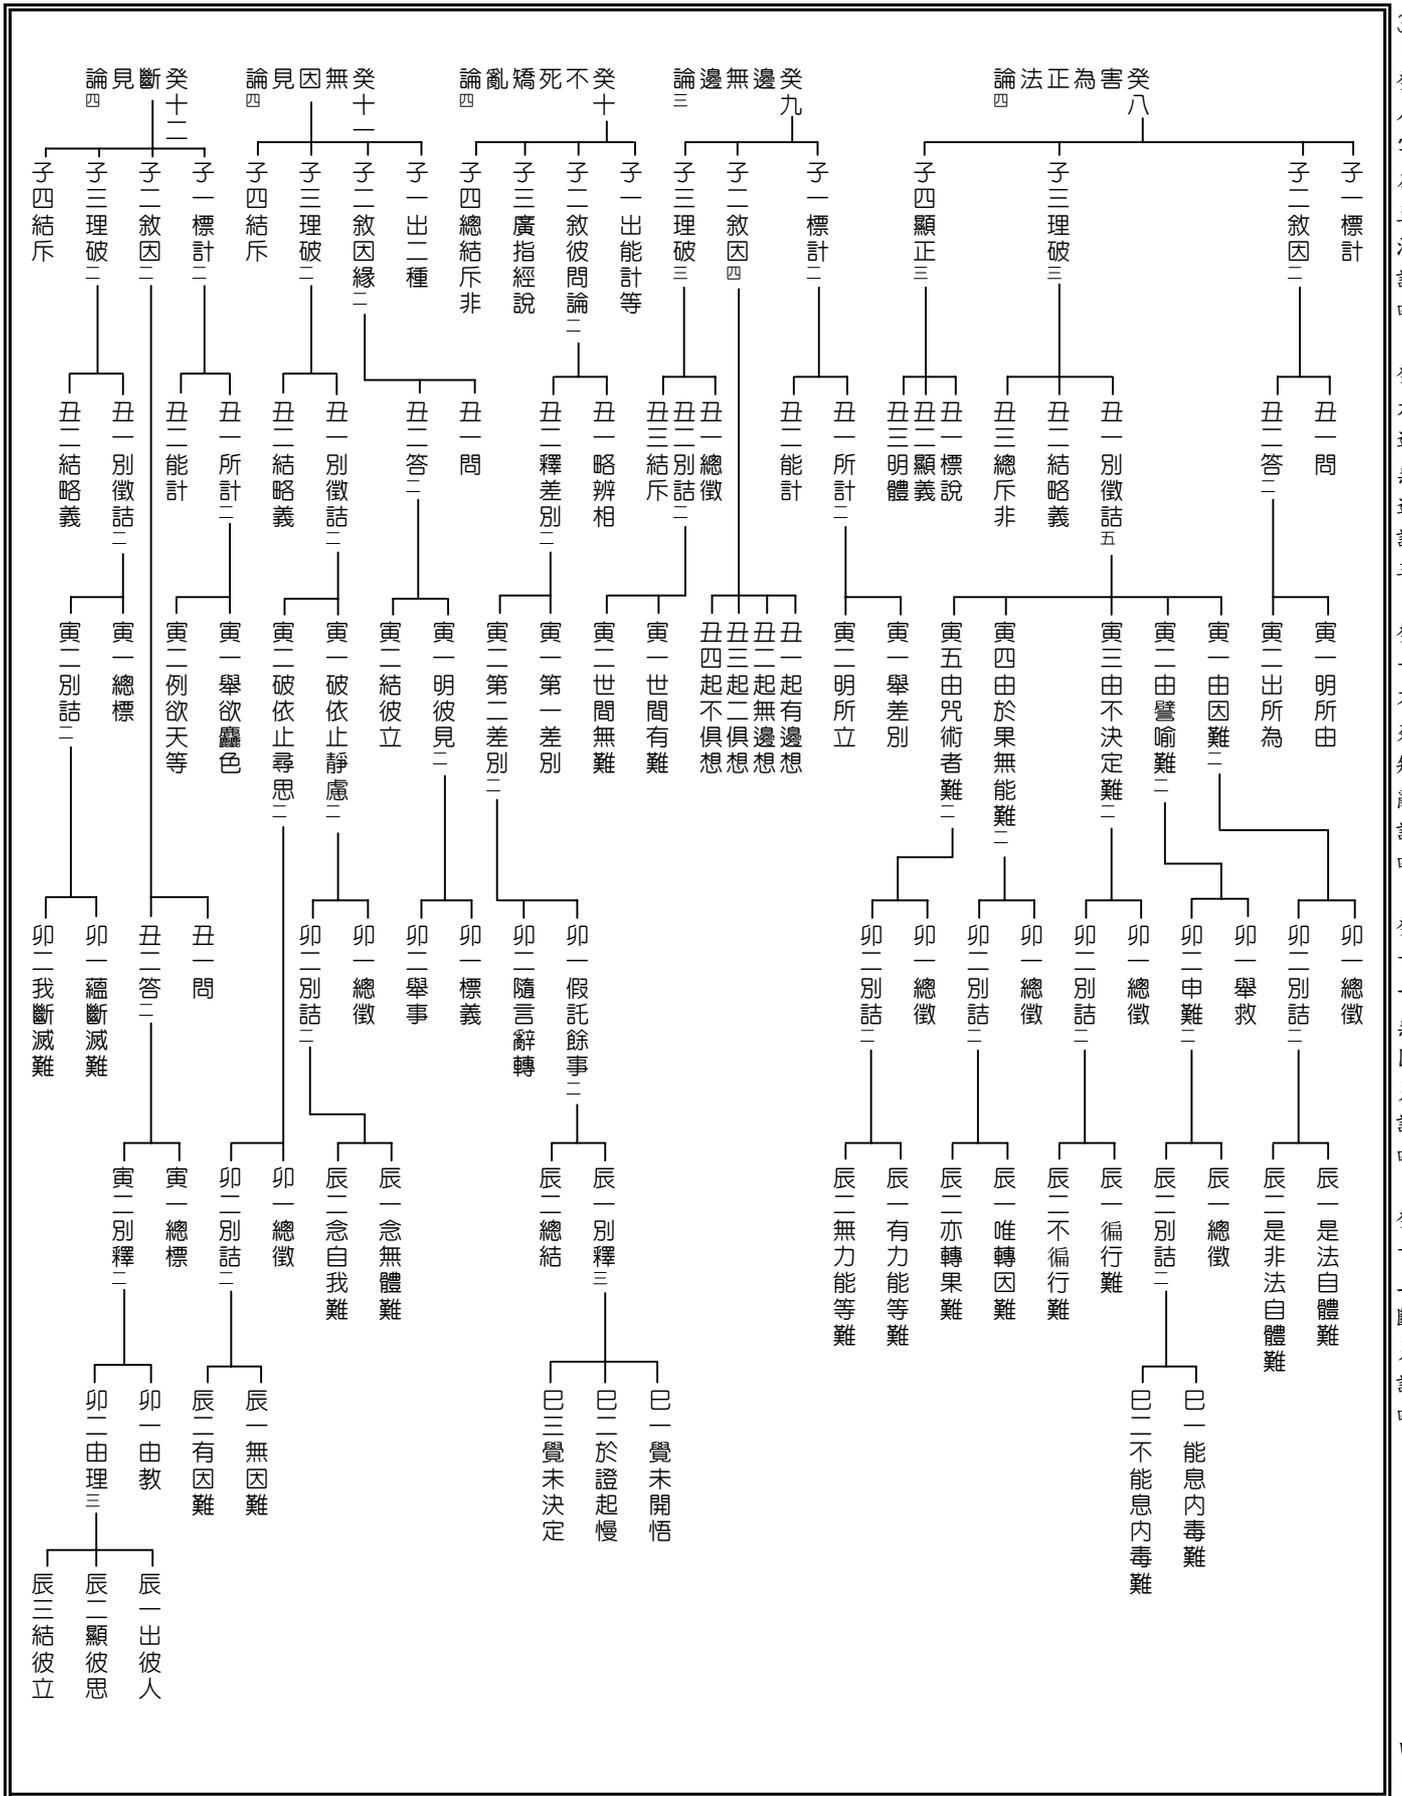 癸八害為正法論四
子一標計
子二敘因二
丑一問
丑二答二
寅一明所由
寅二出所為
子三理破三
丑一別徵詰五
寅一由因難二
卯一總徵
卯二別詰二
辰一是法自體難
辰二是非法自體難
寅二由譬喻難二
卯一舉救
卯二申難二
辰一總徵
辰二別詰二
巳一能息內毒難
巳二不能息內毒難
寅三由不決定難二
卯一總徵
卯二別詰二
辰一徧行難
辰二不徧行難
寅四由於果無能難二
卯一總徵
卯二別詰二
辰一唯轉因難
辰二亦轉果難
寅五由咒術者難二
卯一總徵
卯二別詰二
辰一有力能等難
辰二無力能等難
丑二結略義
丑三總斥非
子四顯正三
丑一標說
丑二顯義
丑三明體
癸九邊無邊論三
子一標計二
丑一所計二
寅一舉差別
寅二明所立
丑二能計
子二敘因四
丑一起有邊想
丑二起無邊想
丑三起二俱想
丑四起不俱想
子三理破三
丑一總徵
丑二別詰二
寅一世間有難
寅二世間無難
丑三結斥
癸十不死矯亂論四
子一出能計等
子二敘彼問論二
丑一略辨相
丑二釋差別二
寅一第一差別
寅二第二差別二
卯一假託餘事二
辰一別釋三
巳一覺未開悟
巳二於證起慢
巳三覺未決定
辰二總結
卯二隨言辭轉
子三廣指經說
子四總結斥非
癸十一無因見論四
子一出二種
子二敘因緣二
丑一問
丑二答二
寅一明彼見二
卯一標義
卯二舉事
寅二結彼立
子三理破二
丑一別徵詰二
寅一破依止靜慮二
卯一總徵
卯二別詰二
辰一念無體難
辰二念自我難
寅二破依止尋思二
卯一總徵
卯二別詰二
辰一無因難
辰二有因難
丑二結略義
子四結斥
癸十二斷見論四
子一標計二
丑一所計二
寅一舉欲麤色
寅二例欲天等
丑二能計
子二敘因二
丑一問
丑二答二
寅一總標
寅二別釋二
卯一由教
卯二由理三
辰一出彼人
辰二顯彼思
辰三結彼立
子三理破二
丑一別徵詰二
寅一總標
寅二別詰二
卯一蘊斷滅難
卯二我斷滅難
丑二結略義
子四結斥